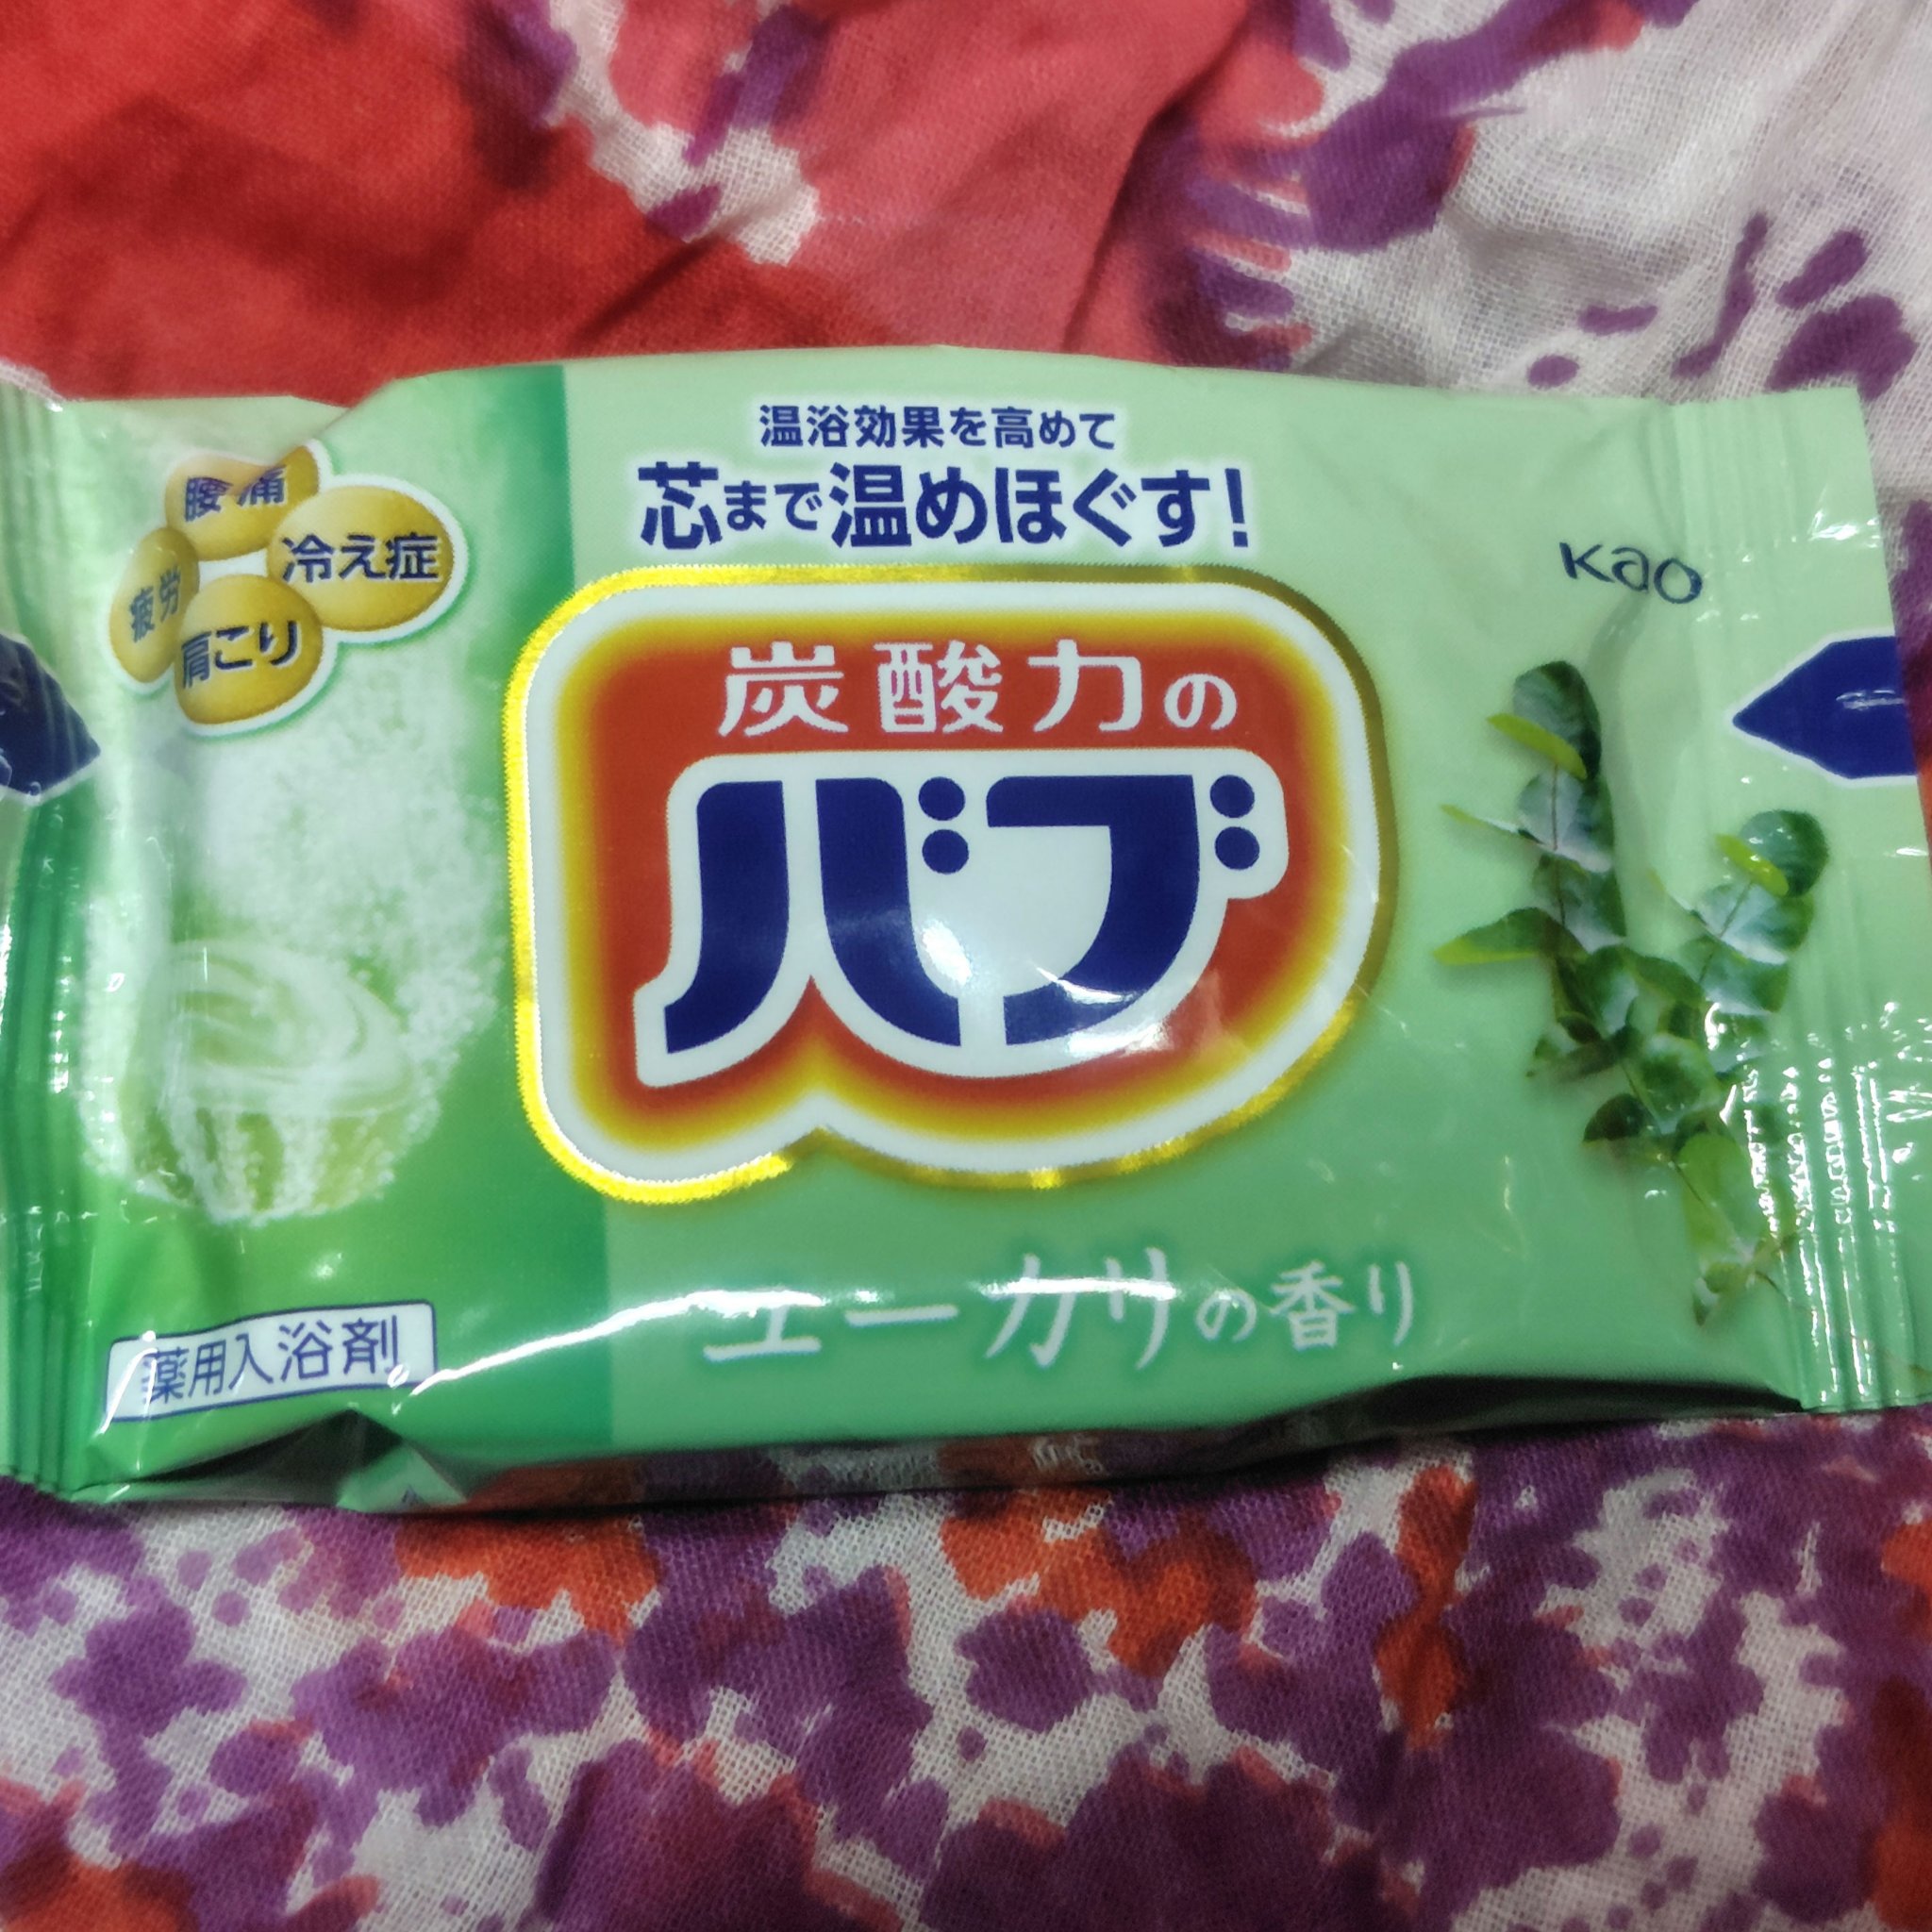 温浴効果を高めて
芯まで温めほぐす!
腰痛
冷え症
疲労
肩こり
Kao
炭酸力の
バブ
ユーカリの香り
薬用入浴剤